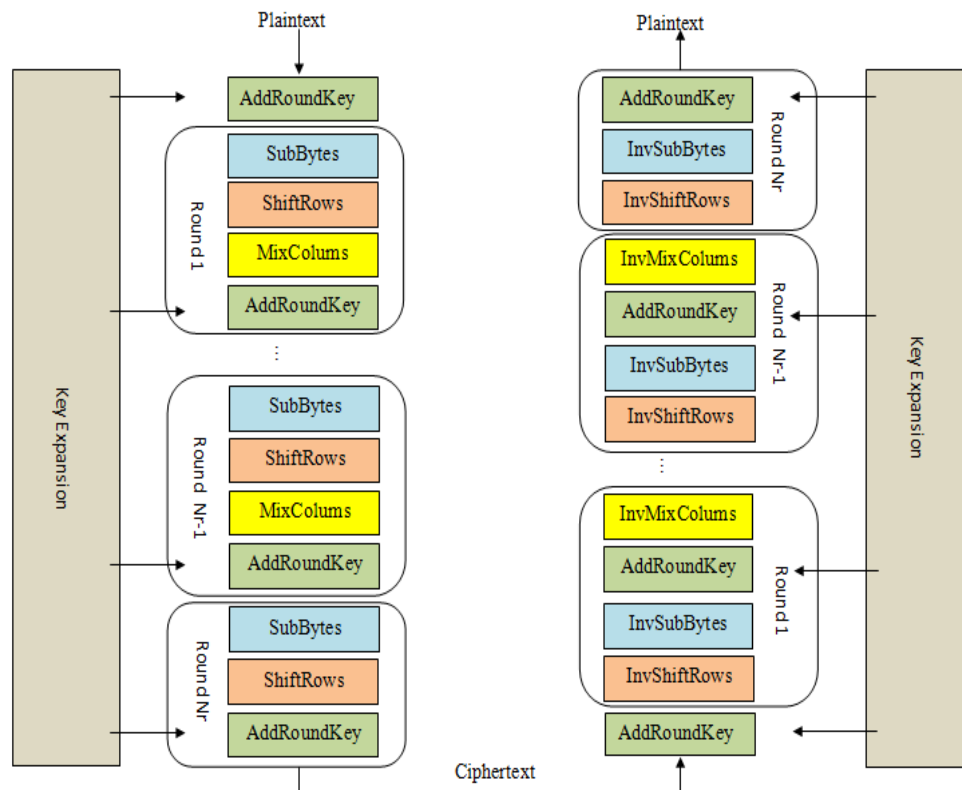 Plaintext
AddRoundKey
SubBytes
ShiftRows
MixColums
AddRoundKey
Round 1
...
SubBytes
ShiftRows
MixColums
AddRoundKey
Round Nr-1
SubBytes
ShiftRows
AddRoundKey
Round Nr
Key Expansion
Ciphertext
Plaintext
AddRoundKey
InvSubBytes
InvShiftRows
Round Nr
InvMixColums
AddRoundKey
InvSubBytes
InvShiftRows
Round Nr-1
...
InvMixColums
AddRoundKey
InvSubBytes
InvShiftRows
Round 1
AddRoundKey
Key Expansion